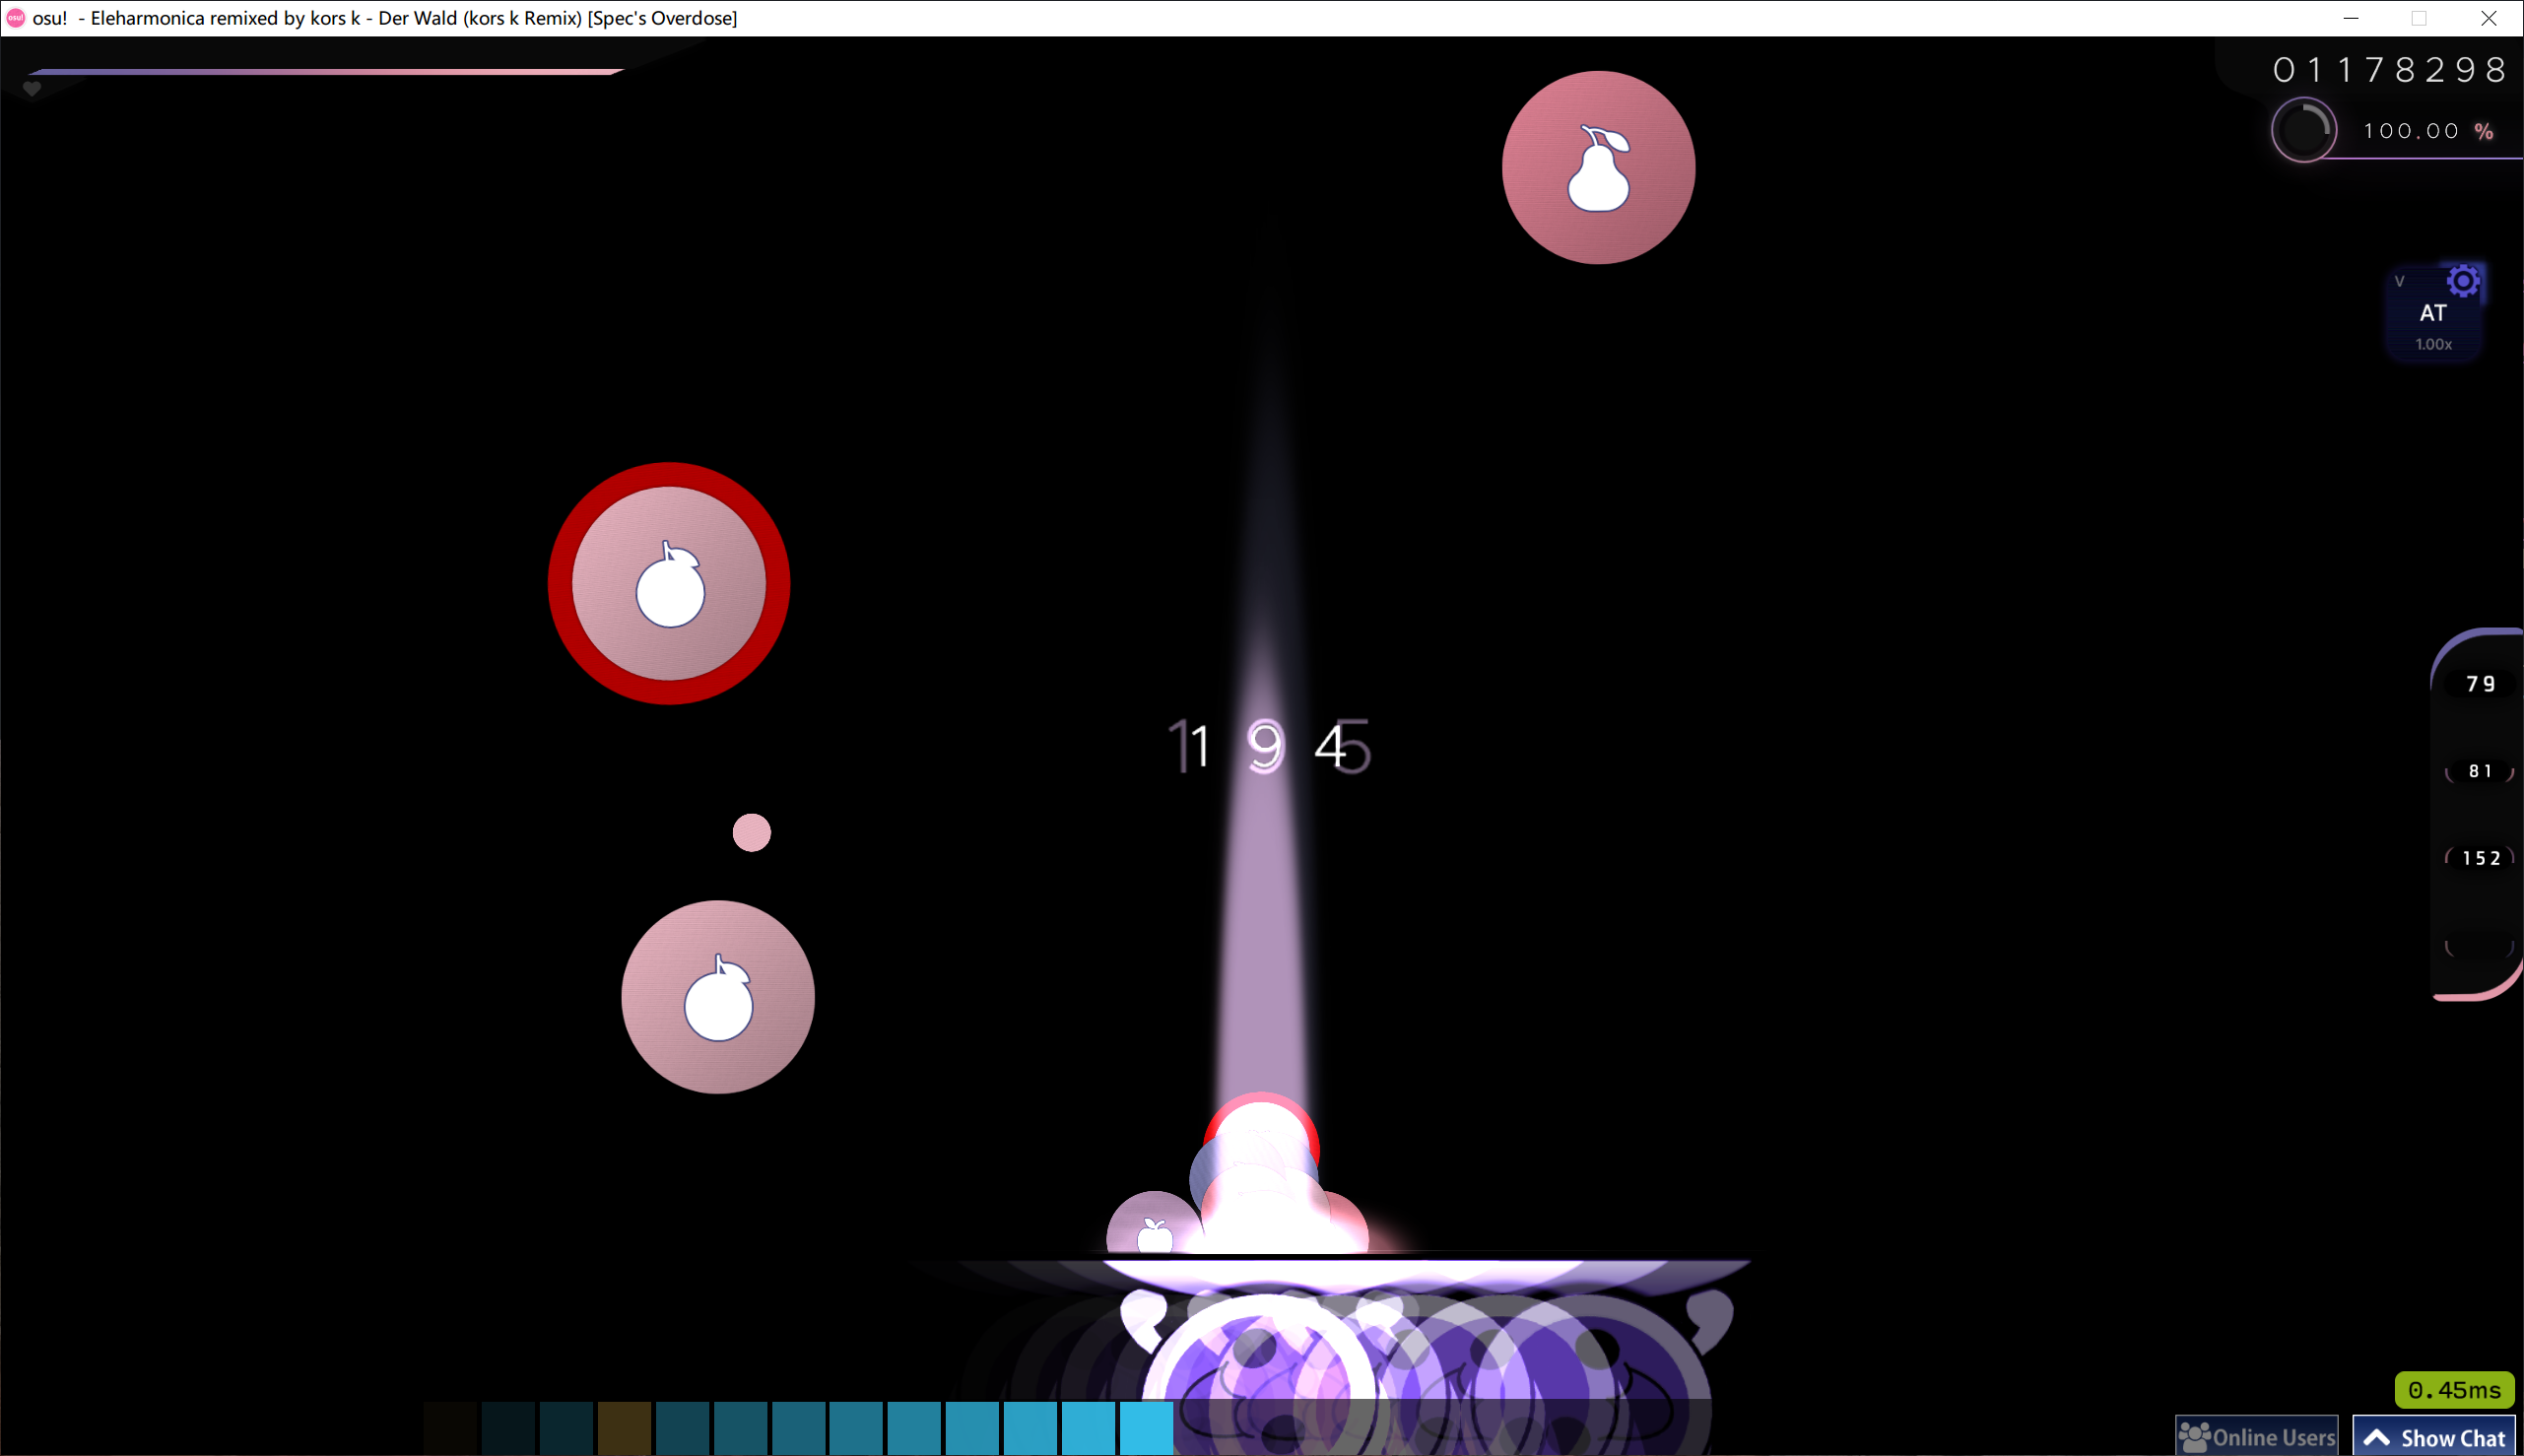 osu!  - Eleharmonica remixed by kors k - Der Wald (kors k Remix) [Spec's Overdose]
01178298
100.00 %
V
AT
1.00x
79
194
81
152
0.45ms
Online Users
Show Chat